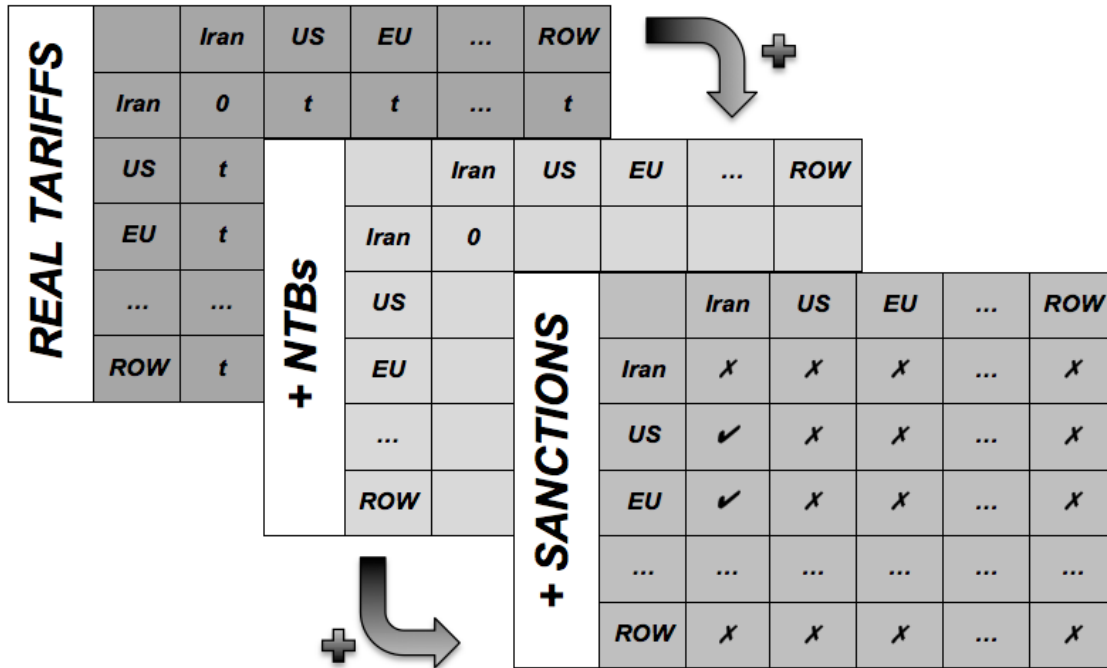 REAL TARIFFS
Iran US EU ... ROW
Iran 0 t t ... t
US t
EU t
... ...
ROW t
+ NTBs
Iran US EU ... ROW
Iran 0
US
EU
...
ROW
+ SANCTIONS
Iran US EU ... ROW
Iran ✗ ✗ ✗ ... ✗
US ✔ ✗ ✗ ... ✗
EU ✔ ✗ ✗ ... ✗
... ... ... ... ... ...
ROW ✗ ✗ ✗ ... ✗